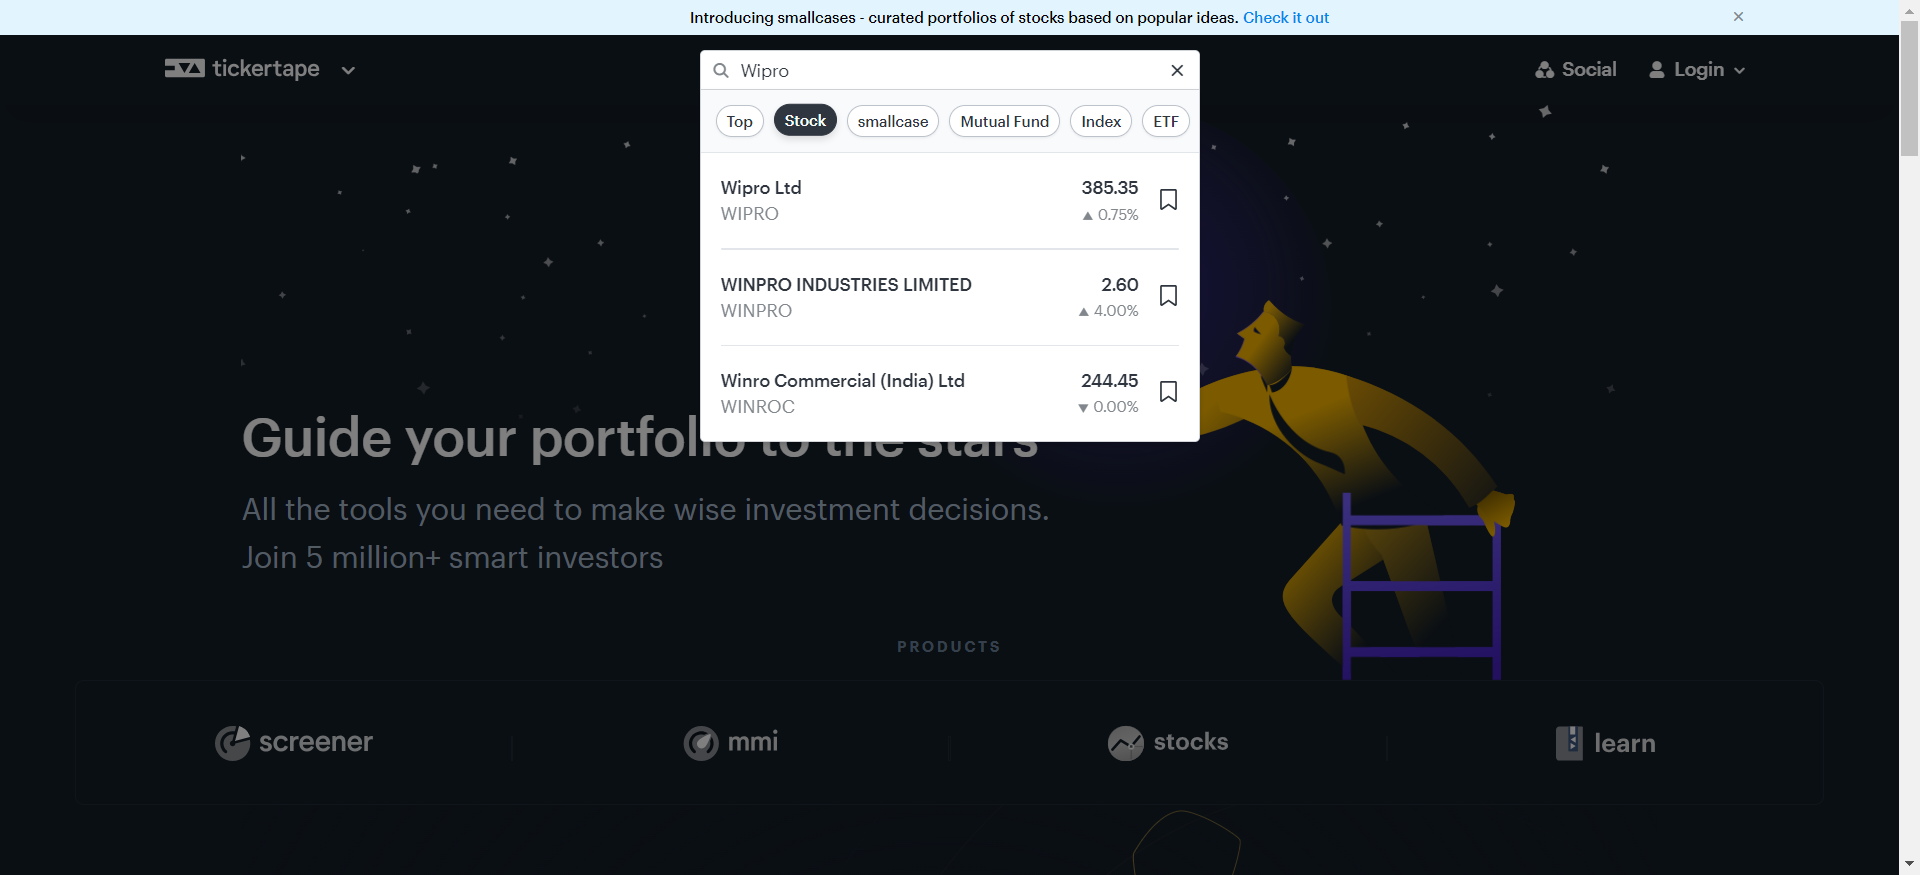 Introducing smallcases - curated portfolios of stocks based on popular ideas. Check it out
tickertape
Wipro
Social
Login
Top
Stock
smallcase
Mutual Fund
Index
ETF
Wipro Ltd
385.35
WIPRO
▲ 0.75%
WINPRO INDUSTRIES LIMITED
2.60
WINPRO
▲ 4.00%
Winro Commercial (India) Ltd
244.45
WINROC
▼ 0.00%
Guide your portfolio to the stars
All the tools you need to make wise investment decisions.
Join 5 million+ smart investors
PRODUCTS
screener
mmi
stocks
learn